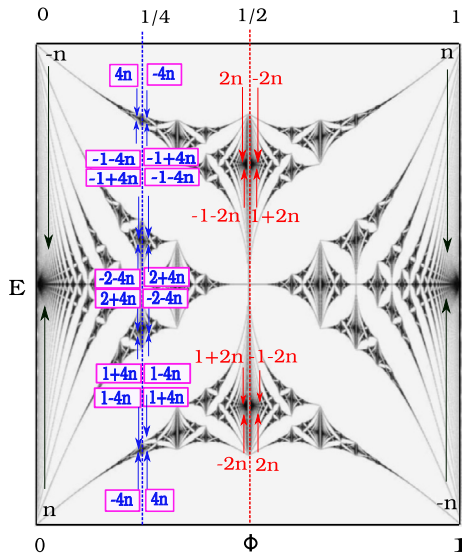 0 1/4 1/2 1
-n n
4n -4n 2n -2n
-1-4n -1+4n
-1+4n -1-4n
-1-2n 1+2n
-2-4n 2+4n
E
2+4n -2-4n
1+2n -1-2n
1+4n 1-4n
1-4n 1+4n
-2n 2n
-4n 4n
n -n
0 Φ 1